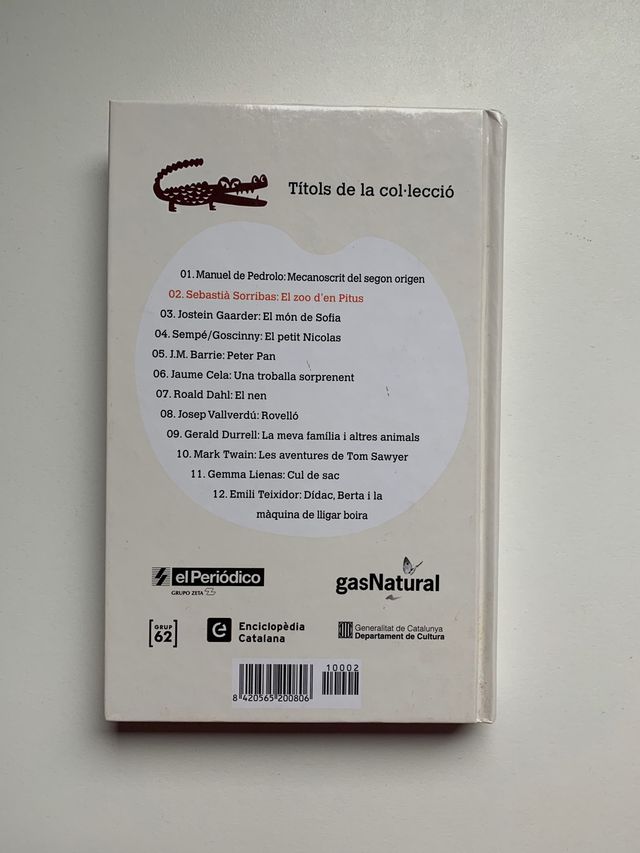 Títols de la col·lecció
01. Manuel de Pedrolo: Mecanoscrit del segon origen
02. Sebastià Sorribas: El zoo d'en Pitus
03. Jostein Gaarder: El món de Sofia
04. Sempé/Goscinny: El petit Nicolas
05. J.M. Barrie: Peter Pan
06. Jaume Cela: Una troballa sorprenent
07. Roald Dahl: El nen
08. Josep Vallverdú: Rovelló
09. Gerald Durrell: La meva família i altres animals
10. Mark Twain: Les aventures de Tom Sawyer
11. Gemma Lienas: Cul de sac
12. Emili Teixidor: Dídac, Berta i la
màquina de lligar boira
el Periódico
GRUPO ZETA
gasNatural
GRUP
62
Enciclopèdia
Catalana
Generalitat de Catalunya
Departament de Cultura
10002
8 420565 200806